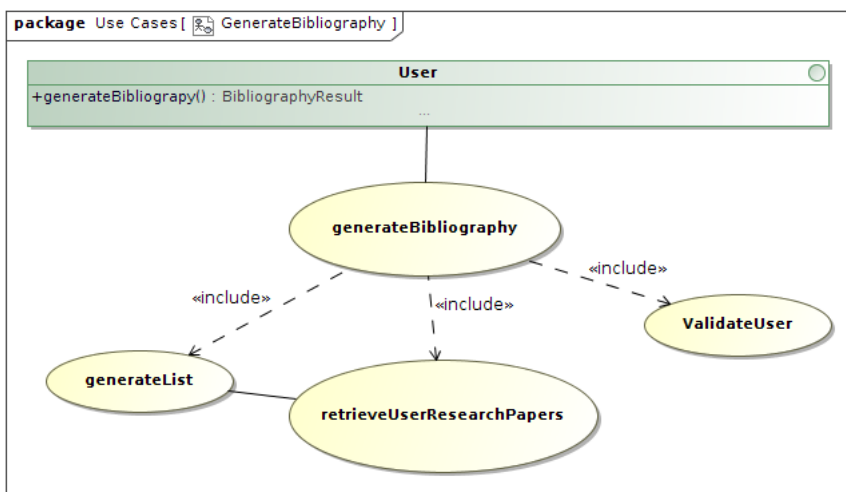 package Use Cases [ GenerateBibliography ]
User
+generateBibliograpy() : BibliographyResult
...
generateBibliography
«include»
«include»
«include»
ValidateUser
generateList
retrieveUserResearchPapers